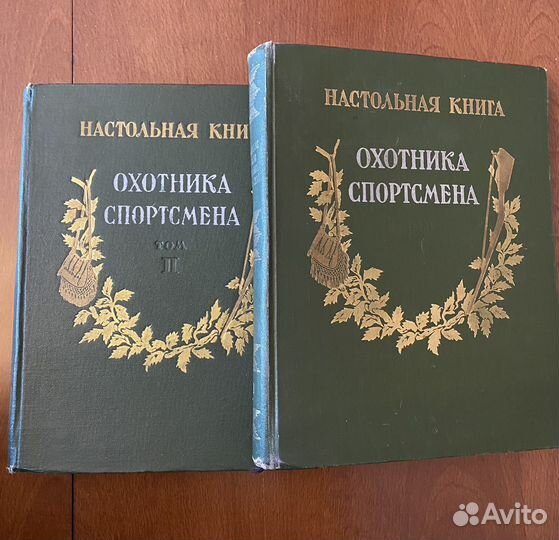 НАСТОЛЬНАЯ КНИ
ОХОТНИКА
СПОРТСМЕНА
ТОМ
II
НАСТОЛЬНАЯ КНИГА
ОХОТНИКА
СПОРТСМЕНА
Avito